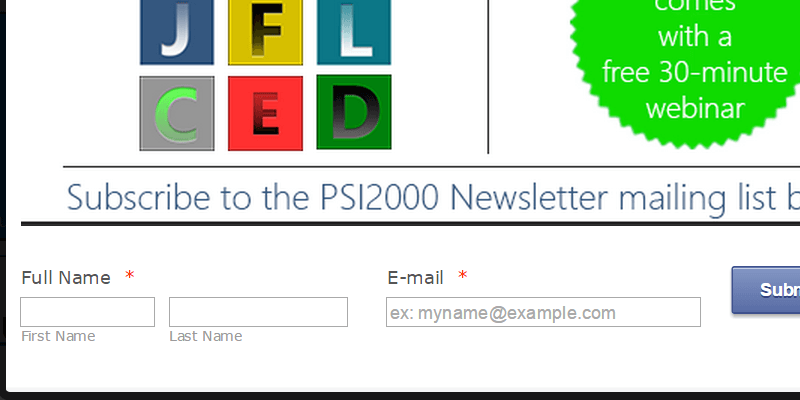 J F L
C E D
comes
with a
free 30-minute
webinar
Subscribe to the PSI2000 Newsletter mailing list b
Full Name *
E-mail *
ex: myname@example.com
First Name
Last Name
Subm